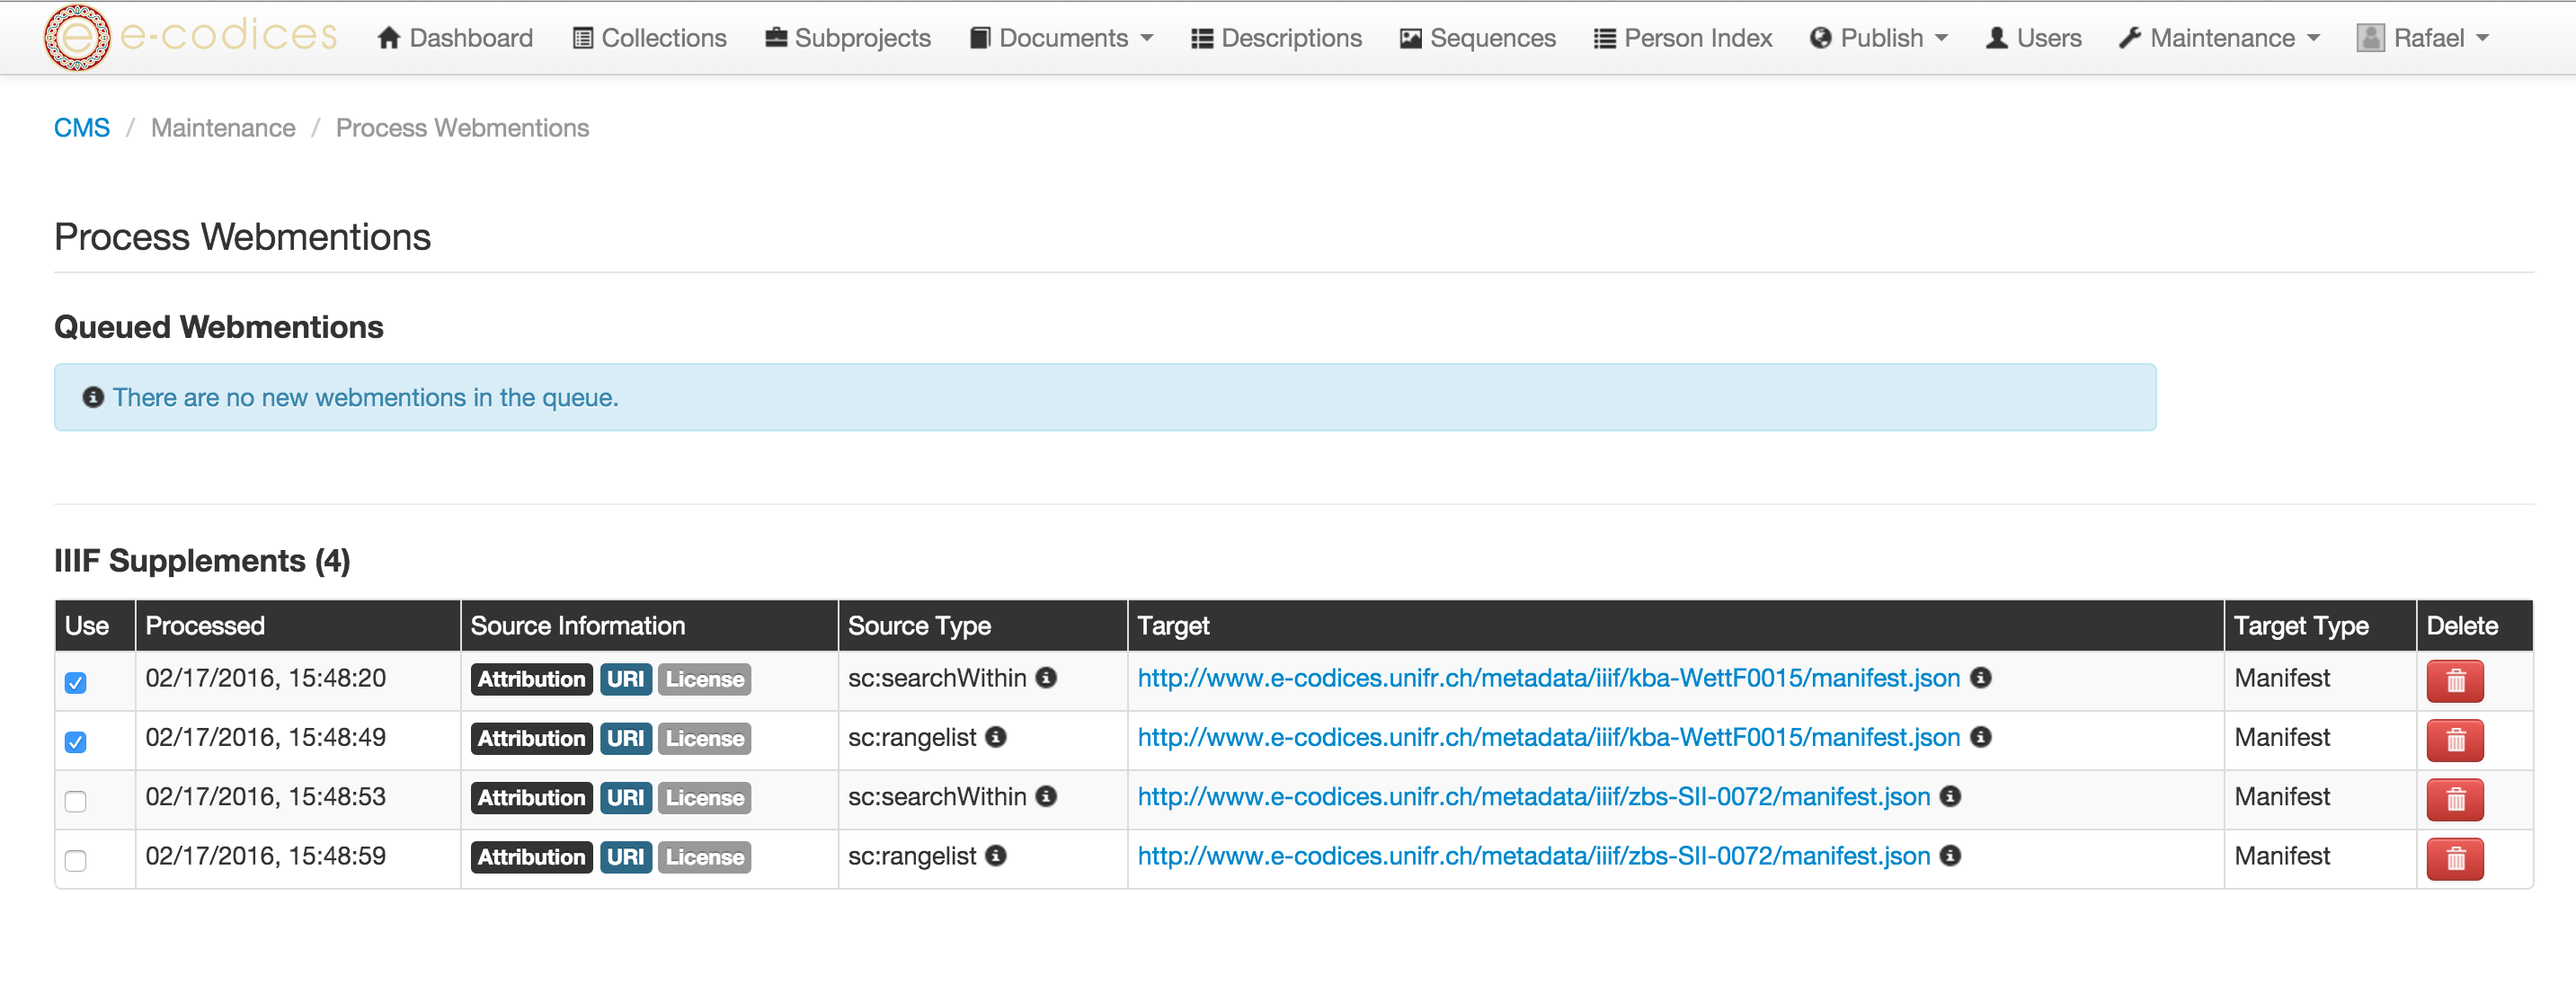 e e-codices Dashboard Collections Subprojects Documents Descriptions Sequences Person Index Publish Users Maintenance Rafael
CMS / Maintenance / Process Webmentions
Process Webmentions
Queued Webmentions
There are no new webmentions in the queue.
IIIF Supplements (4)
Use Processed Source Information Source Type Target Target Type Delete
02/17/2016, 15:48:20 Attribution URI License sc:searchWithin http://www.e-codices.unifr.ch/metadata/iiif/kba-WettF0015/manifest.json Manifest
02/17/2016, 15:48:49 Attribution URI License sc:rangelist http://www.e-codices.unifr.ch/metadata/iiif/kba-WettF0015/manifest.json Manifest
02/17/2016, 15:48:53 Attribution URI License sc:searchWithin http://www.e-codices.unifr.ch/metadata/iiif/zbs-SII-0072/manifest.json Manifest
02/17/2016, 15:48:59 Attribution URI License sc:rangelist http://www.e-codices.unifr.ch/metadata/iiif/zbs-SII-0072/manifest.json Manifest